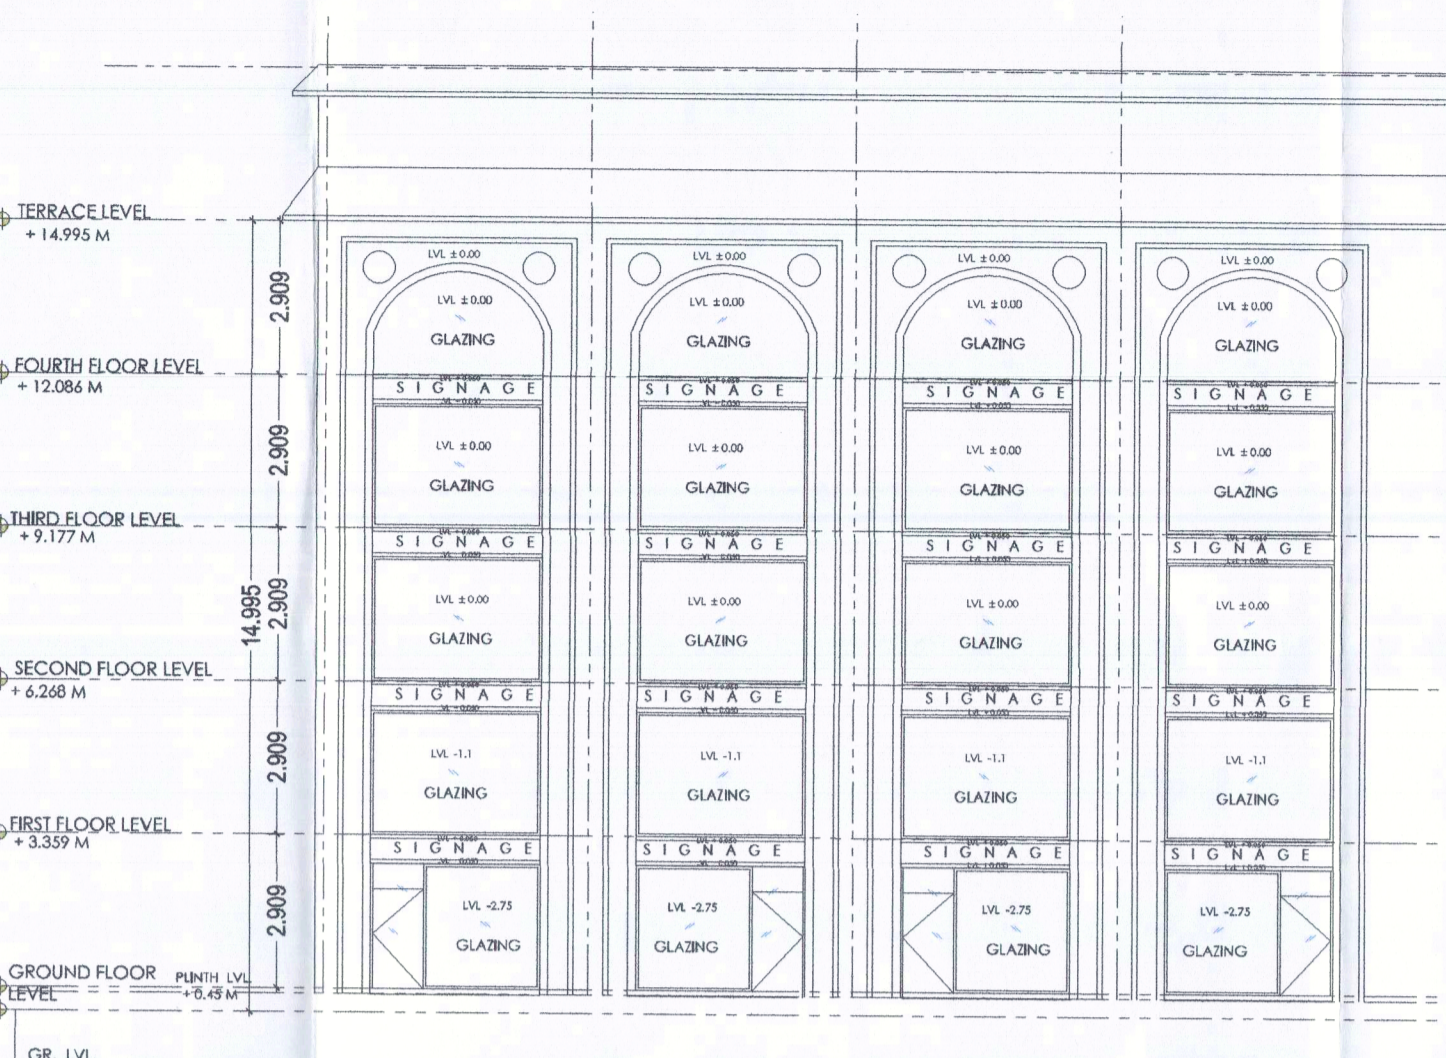 TERRACE LEVEL
+ 14.995 M
FOURTH FLOOR LEVEL
+ 12.086 M
THIRD FLOOR LEVEL
+ 9.177 M
SECOND FLOOR LEVEL
+ 6.268 M
FIRST FLOOR LEVEL
+ 3.359 M
GROUND FLOOR
LEVEL
PLINTH LVL
+ 0.45 M
GR. LVL
14.995
2.909
2.909
2.909
2.909
2.909
LVL ±0.00
LVL ±0.00
GLAZING
SIGNAGE
LVL ±0.00
GLAZING
SIGNAGE
LVL ±0.00
GLAZING
SIGNAGE
LVL -1.1
GLAZING
SIGNAGE
LVL -2.75
GLAZING
LVL ±0.00
LVL ±0.00
GLAZING
SIGNAGE
LVL ±0.00
GLAZING
SIGNAGE
LVL ±0.00
GLAZING
SIGNAGE
LVL -1.1
GLAZING
SIGNAGE
LVL -2.75
GLAZING
LVL ±0.00
LVL ±0.00
GLAZING
SIGNAGE
LVL ±0.00
GLAZING
SIGNAGE
LVL ±0.00
GLAZING
SIGNAGE
LVL -1.1
GLAZING
SIGNAGE
LVL -2.75
GLAZING
LVL ±0.00
LVL ±0.00
GLAZING
SIGNAGE
LVL ±0.00
GLAZING
SIGNAGE
LVL ±0.00
GLAZING
SIGNAGE
LVL -1.1
GLAZING
SIGNAGE
LVL -2.75
GLAZING